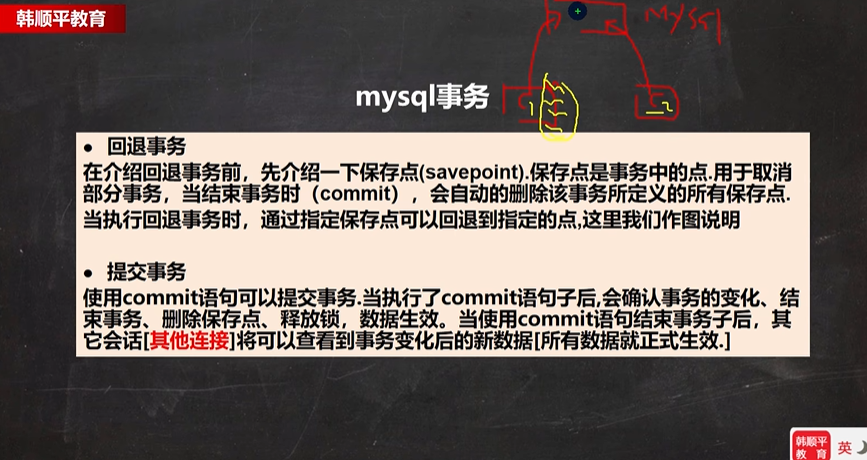 韩顺平教育
Mysql
mysql事务
1
2
● 回退事务
在介绍回退事务前，先介绍一下保存点(savepoint).保存点是事务中的点.用于取消
部分事务，当结束事务时（commit），会自动的删除该事务所定义的所有保存点.
当执行回退事务时，通过指定保存点可以回退到指定的点,这里我们作图说明
● 提交事务
使用commit语句可以提交事务.当执行了commit语句子后,会确认事务的变化、结
束事务、删除保存点、释放锁，数据生效。当使用commit语句结束事务子后，其
它会话[其他连接]将可以查看到事务变化后的新数据[所有数据就正式生效.]
韩顺平
教 育
英